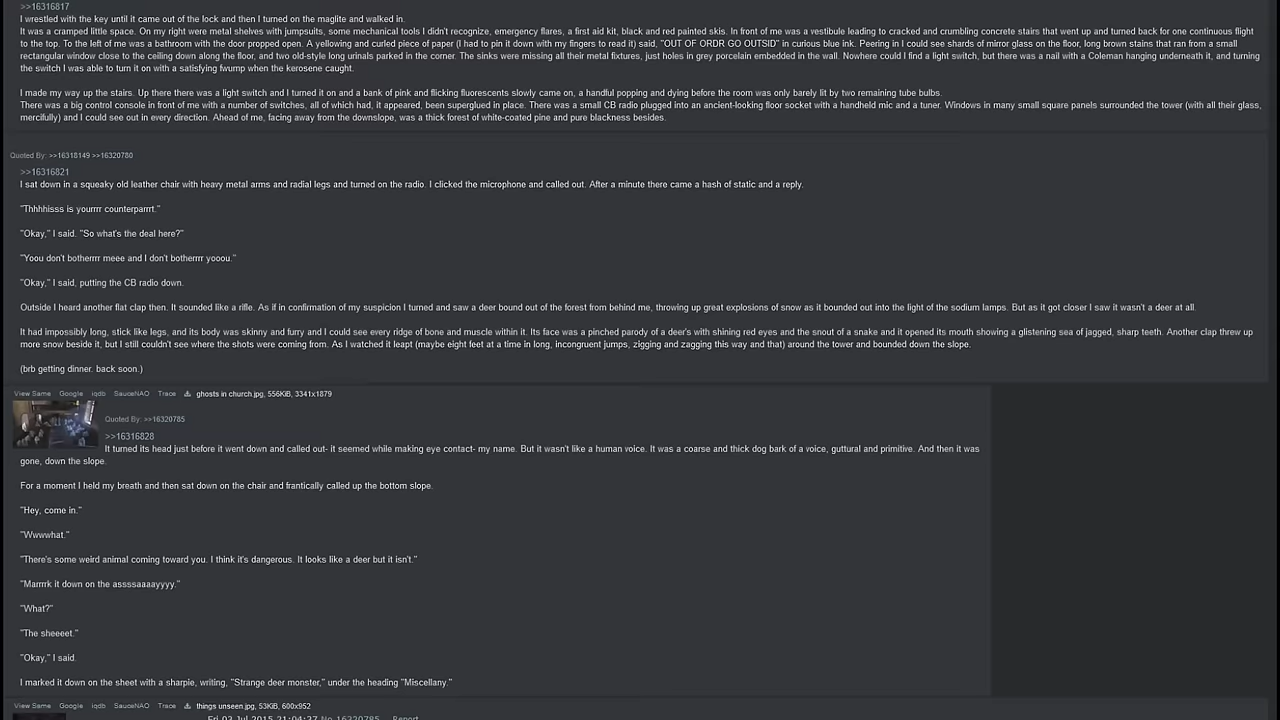 >>16316817
I wrestled with the key until it came out of the lock and then I turned on the maglite and walked in.
It was a cramped little space. On my right were metal shelves with jumpsuits, some mechanical tools I didn't recognize, emergency flares, a first aid kit, black and red painted skis. In front of me was a vestibule leading to cracked and crumbling concrete stairs that went up and turned back for one continuous flight
to the top. To the left of me was a bathroom with the door propped open. A yellowing and curled piece of paper (I had to pin it down with my fingers to read it) said, "OUT OF ORDR GO OUTSID" in curious blue ink. Peering in I could see shards of mirror glass on the floor, long brown stains that ran from a small
rectangular window close to the ceiling down along the floor, and two old-style long urinals parked in the corner. The sinks were missing all their metal fixtures, just holes in grey porcelain embedded in the wall. Nowhere could I find a light switch, but there was a nail with a Coleman hanging underneath it, and turning
the switch I was able to turn it on with a satisfying fwump when the kerosene caught.
I made my way up the stairs. Up there there was a light switch and I turned it on and a bank of pink and flicking fluorescents slowly came on, a handful popping and dying before the room was only barely lit by two remaining tube bulbs.
There was a big control console in front of me with a number of switches, all of which had, it appeared, been superglued in place. There was a small CB radio plugged into an ancient-looking floor socket with a handheld mic and a tuner. Windows in many small square panels surrounded the tower (with all their glass,
mercifully) and I could see out in every direction. Ahead of me, facing away from the downslope, was a thick forest of white-coated pine and pure blackness besides.
Quoted By: >>16318149 >>16320780
>>16316821
I sat down in a squeaky old leather chair with heavy metal arms and radial legs and turned on the radio. I clicked the microphone and called out. After a minute there came a hash of static and a reply.
"Thhhhisss is yourrrr counterparrrt."
"Okay," I said. "So what's the deal here?"
"Yoou don't botherrrr meee and I don't botherrrr yooou."
"Okay," I said, putting the CB radio down.
Outside I heard another flat clap then. It sounded like a rifle. As if in confirmation of my suspicion I turned and saw a deer bound out of the forest from behind me, throwing up great explosions of snow as it bounded out into the light of the sodium lamps. But as it got closer I saw it wasn't a deer at all.
It had impossibly long, stick like legs, and its body was skinny and furry and I could see every ridge of bone and muscle within it. Its face was a pinched parody of a deer's with shining red eyes and the snout of a snake and it opened its mouth showing a glistening sea of jagged, sharp teeth. Another clap threw up
more snow beside it, but I still couldn't see where the shots were coming from. As I watched it leapt (maybe eight feet at a time in long, incongruent jumps, zigging and zagging this way and that) around the tower and bounded down the slope.
(brb getting dinner. back soon.)
View Same Google iqdb SauceNAO Trace ghosts in church.jpg, 556KiB, 3341x1879
Quoted By: >>16320785
>>16316828
It turned its head just before it went down and called out- it seemed while making eye contact- my name. But it wasn't like a human voice. It was a coarse and thick dog bark of a voice, guttural and primitive. And then it was
gone, down the slope.
For a moment I held my breath and then sat down on the chair and frantically called up the bottom slope.
"Hey, come in."
"Wwwwhat."
"There's some weird animal coming toward you. I think it's dangerous. It looks like a deer but it isn't."
"Marrrrk it down on the assssaaaayyyy."
"What?"
"The sheeeet."
"Okay," I said.
I marked it down on the sheet with a sharpie, writing, "Strange deer monster," under the heading "Miscellany."
View Same Google iqdb SauceNAO Trace things unseen.jpg, 53KiB, 600x952
Fri 03 Jul 2015 21:04:37 No.16320785 Report